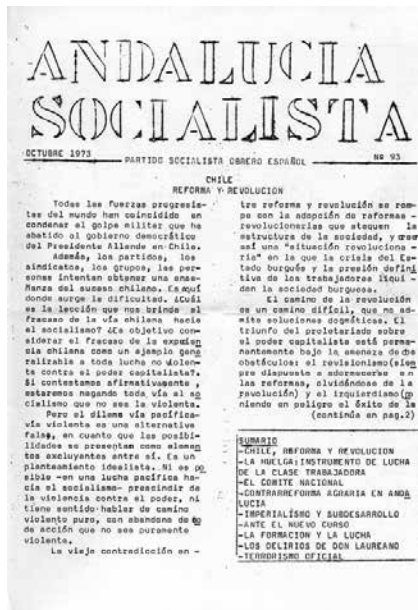 ANDALUCIA
SOCIALISTA
OCTUBRE 1973
PARTIDO SOCIALISTA OBRERO ESPAÑOL
Nº 93
CHILE
REFORMA Y REVOLUCION
Todas las fuerzas progresis-
tas del mundo han coincidido en
condenar el golpe militar que ha
abatido al gobierno democrático
del Presidente Allende en Chile.
Además, los partidos, los
sindicatos, los grupos, las per-
sonas intentan obtener una ense-
ñanza del suceso chileno. Es aquí
donde surge la dificultad. ¿Cuál
es la lección que nos brinda el
fracaso de la vía chilena hacia
el socialismo? ¿Es objetivo con-
siderar el fracaso de la
chilena como un ejemplo gene
ralizable a toda lucha no violen-
ta contra el poder capitalista?.
Si contestamos afirmativamente,
estaremos negando toda vía al so
cialismo que no sea la violenta.
Pero el dilema vía pacífica-
vía violenta es una alternativa
falsa, en cuanto que las posibi-
lidades se presentan como elemen
tos excluyentes entre sí. Es un
planteamiento idealista. Ni es po
sible -en una lucha pacífica ha-
cia el socialismo- prescindir de
la violencia contra el poder, ni
tiene sentido hablar de camino
violento puro, con abandono de
de acción que no sea puramente
violenta.
La vieja contradicción en -
tre reforma y revolución se rom-
pe con la adopción de reformas -
revolucionarias que ataquen la
estructura de la sociedad, y creen
así una "situación revoluciona -
ria" en la que la crisis del Es-
tado burgués y la presión defini
tiva de los trabajadores liqui -
den la sociedad burguesa.
El camino de la revolución
es un camino difícil, que no ad-
mite soluciones dogmáticas. El
triunfo del proletariado sobre
el poder capitalista está perma-
nentemente bajo la amenaza de dos
obstáculos: el revisionismo(siem
pre dispuesto a adormecerse en
las reformas, olvidándose de la
revolución) y el izquierdismo(po
niendo en peligro el éxito de la
(continúa en pag.2)
SUMARIO
-CHILE, REFORMA Y REVOLUCION
-LA HUELGA:INSTRUMENTO DE LUCHA
DE LA CLASE TRABAJADORA
-EL COMITE NACIONAL
-CONTRARREFORMA AGRARIA EN ANDA
LUCIA
-IMPERIALISMO Y SUBDESARROLLO
-ANTE EL NUEVO CURSO
-LA FORMACION Y LA LUCHA
-LOS DELIRIOS DE DON LAUREANO
-TERRORISMO OFICIAL